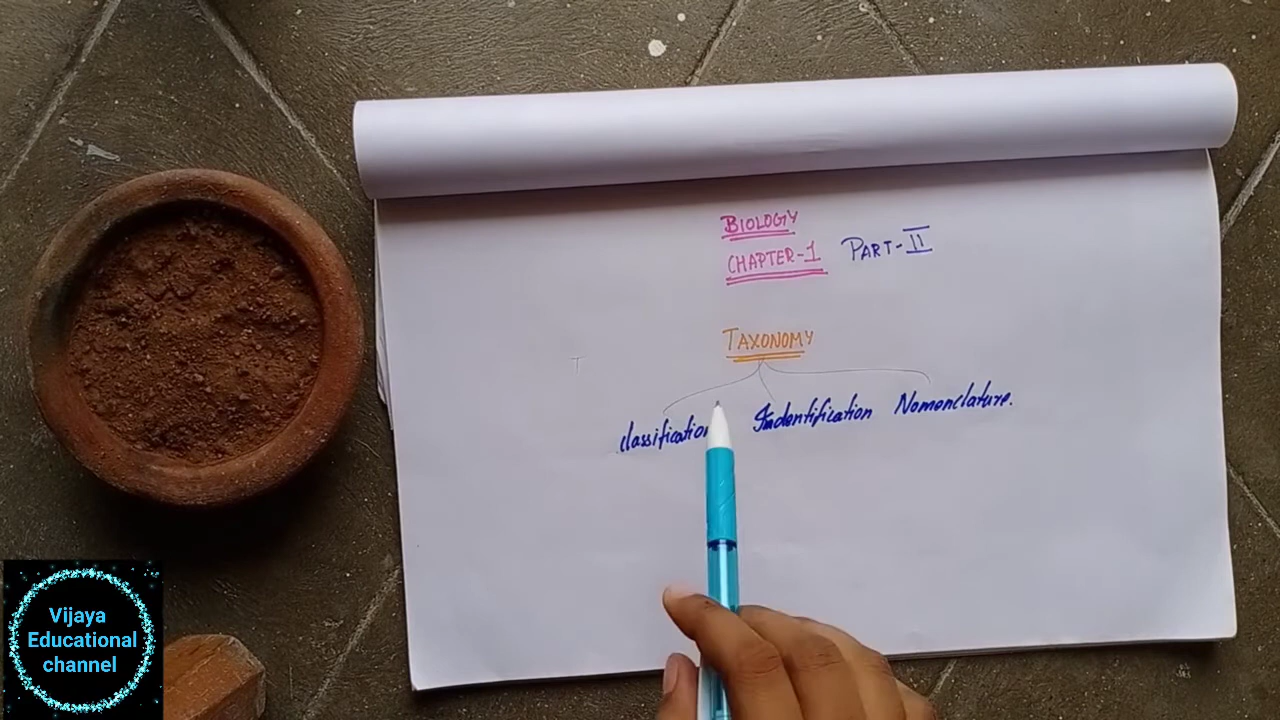 BIOLOGY
CHAPTER-1 PART-II
TAXONOMY
T
classification Indentification Nomenclature.
Vijaya
Educational
channel